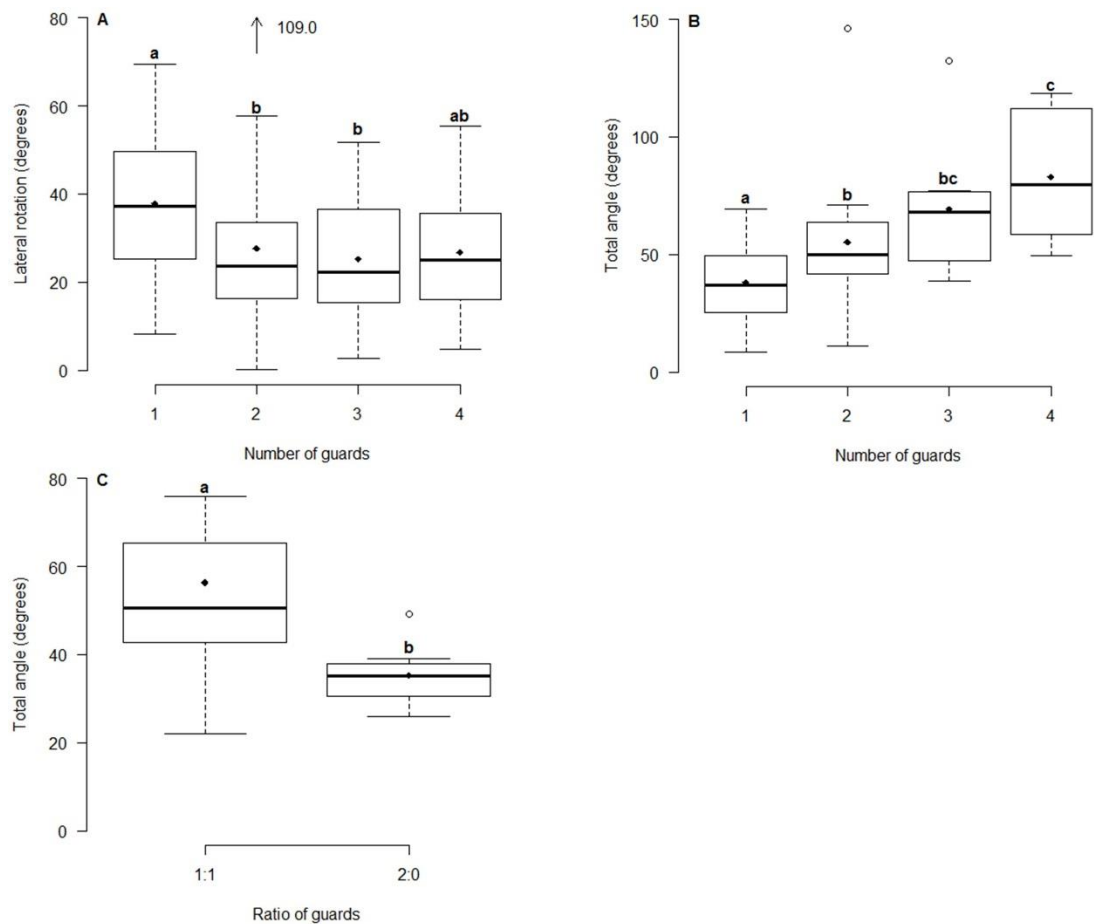 A
80
60
40
20
0
Lateral rotation (degrees)
109.0
a
b
b
ab
1 2 3 4
Number of guards
B
150
100
50
0
Total angle (degrees)
a
b
bc
c
1 2 3 4
Number of guards
C
80
60
40
20
0
Total angle (degrees)
a
b
1:1 2:0
Ratio of guards